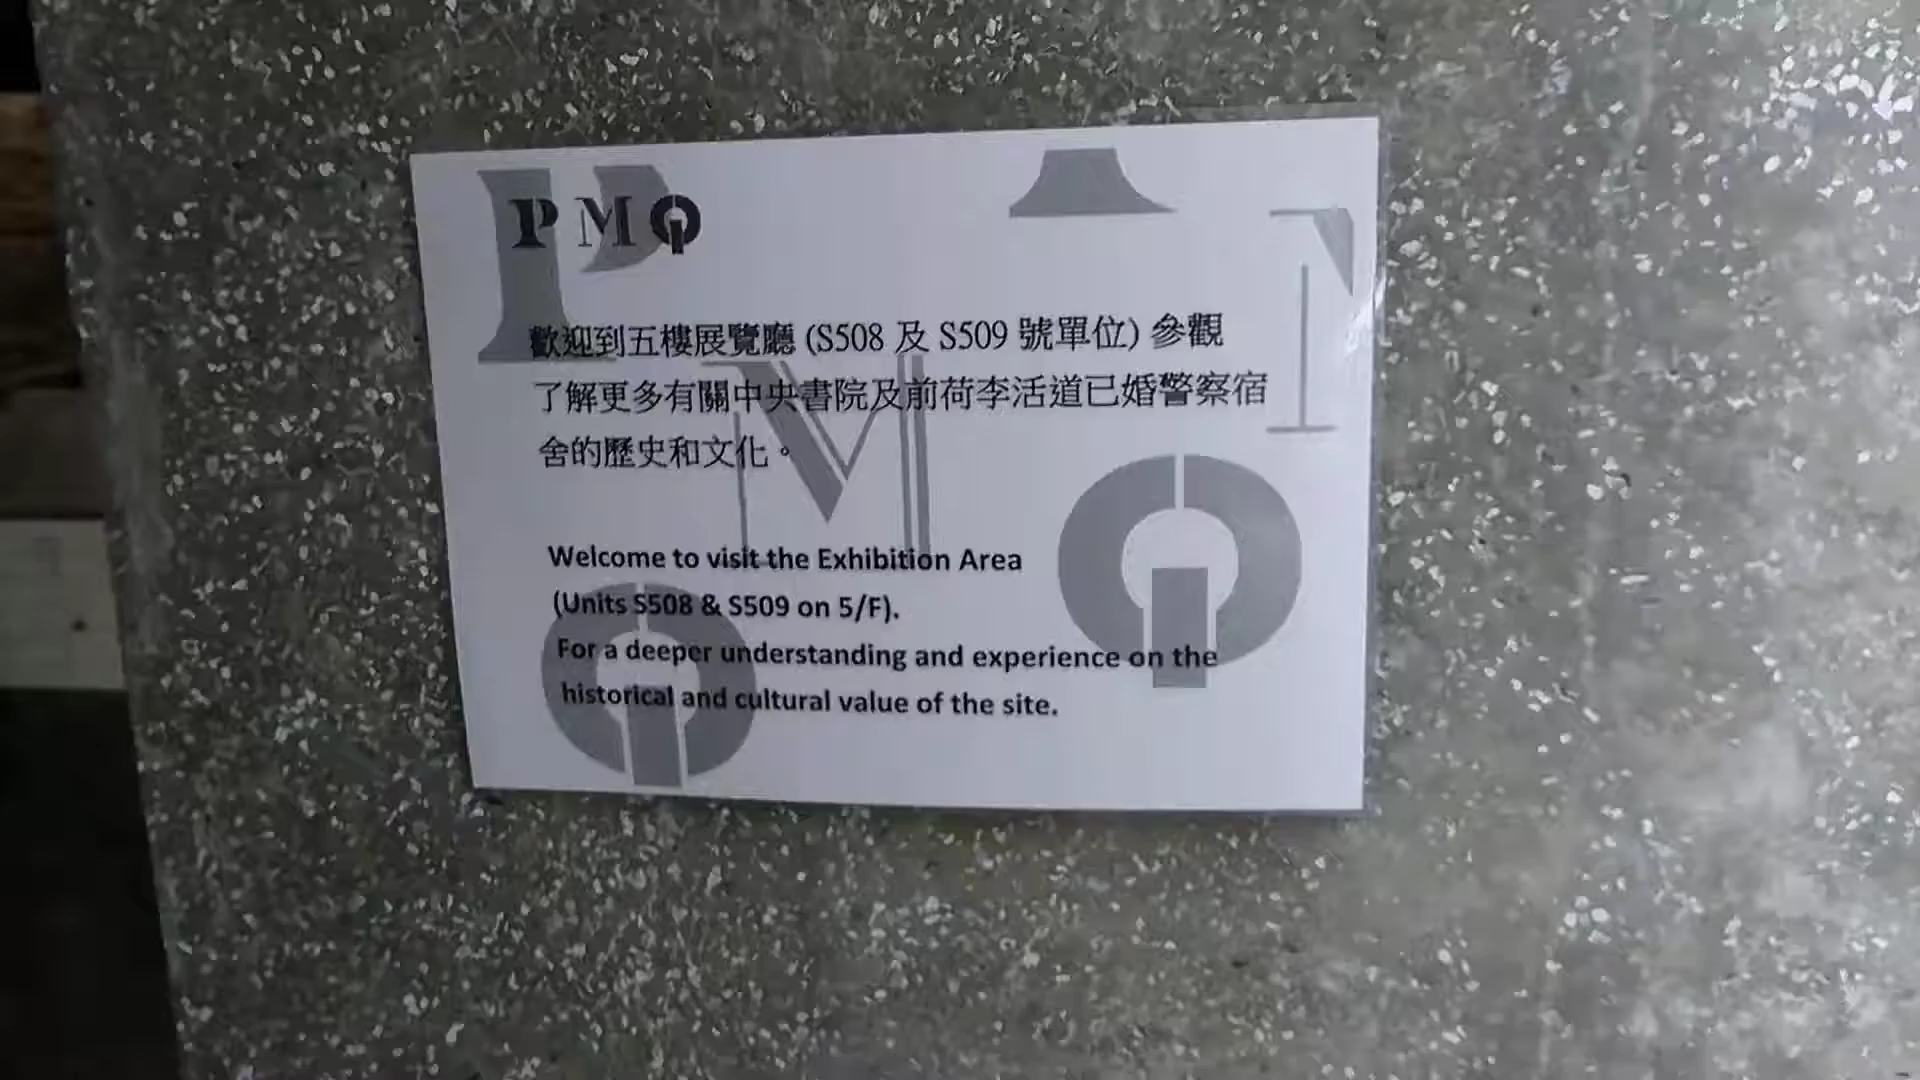 PMQ
歡迎到五樓展覽廳 (S508 及 S509 號單位) 參觀
了解更多有關中央書院及前荷李活道已婚警察宿
舍的歷史和文化。
Welcome to visit the Exhibition Area
(Units S508 & S509 on 5/F).
For a deeper understanding and experience on the
historical and cultural value of the site.